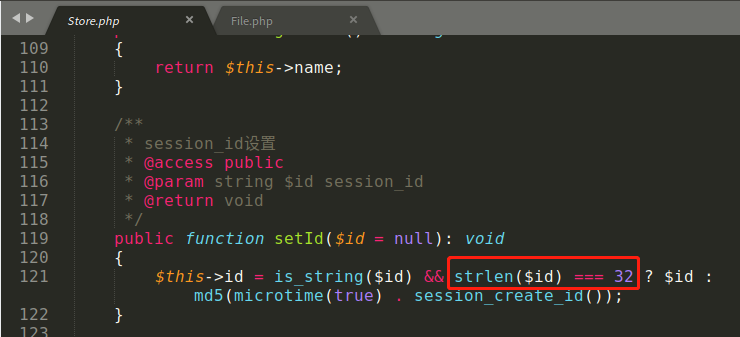 Store.php × File.php ×
109 {
110 return $this->name;
111 }
112
113 /**
114 * session_id设置
115 * @access public
116 * @param string $id session_id
117 * @return void
118 */
119 public function setId($id = null): void
120 {
121 $this->id = is_string($id) && strlen($id) === 32 ? $id :
md5(microtime(true) . session_create_id());
122 }
123